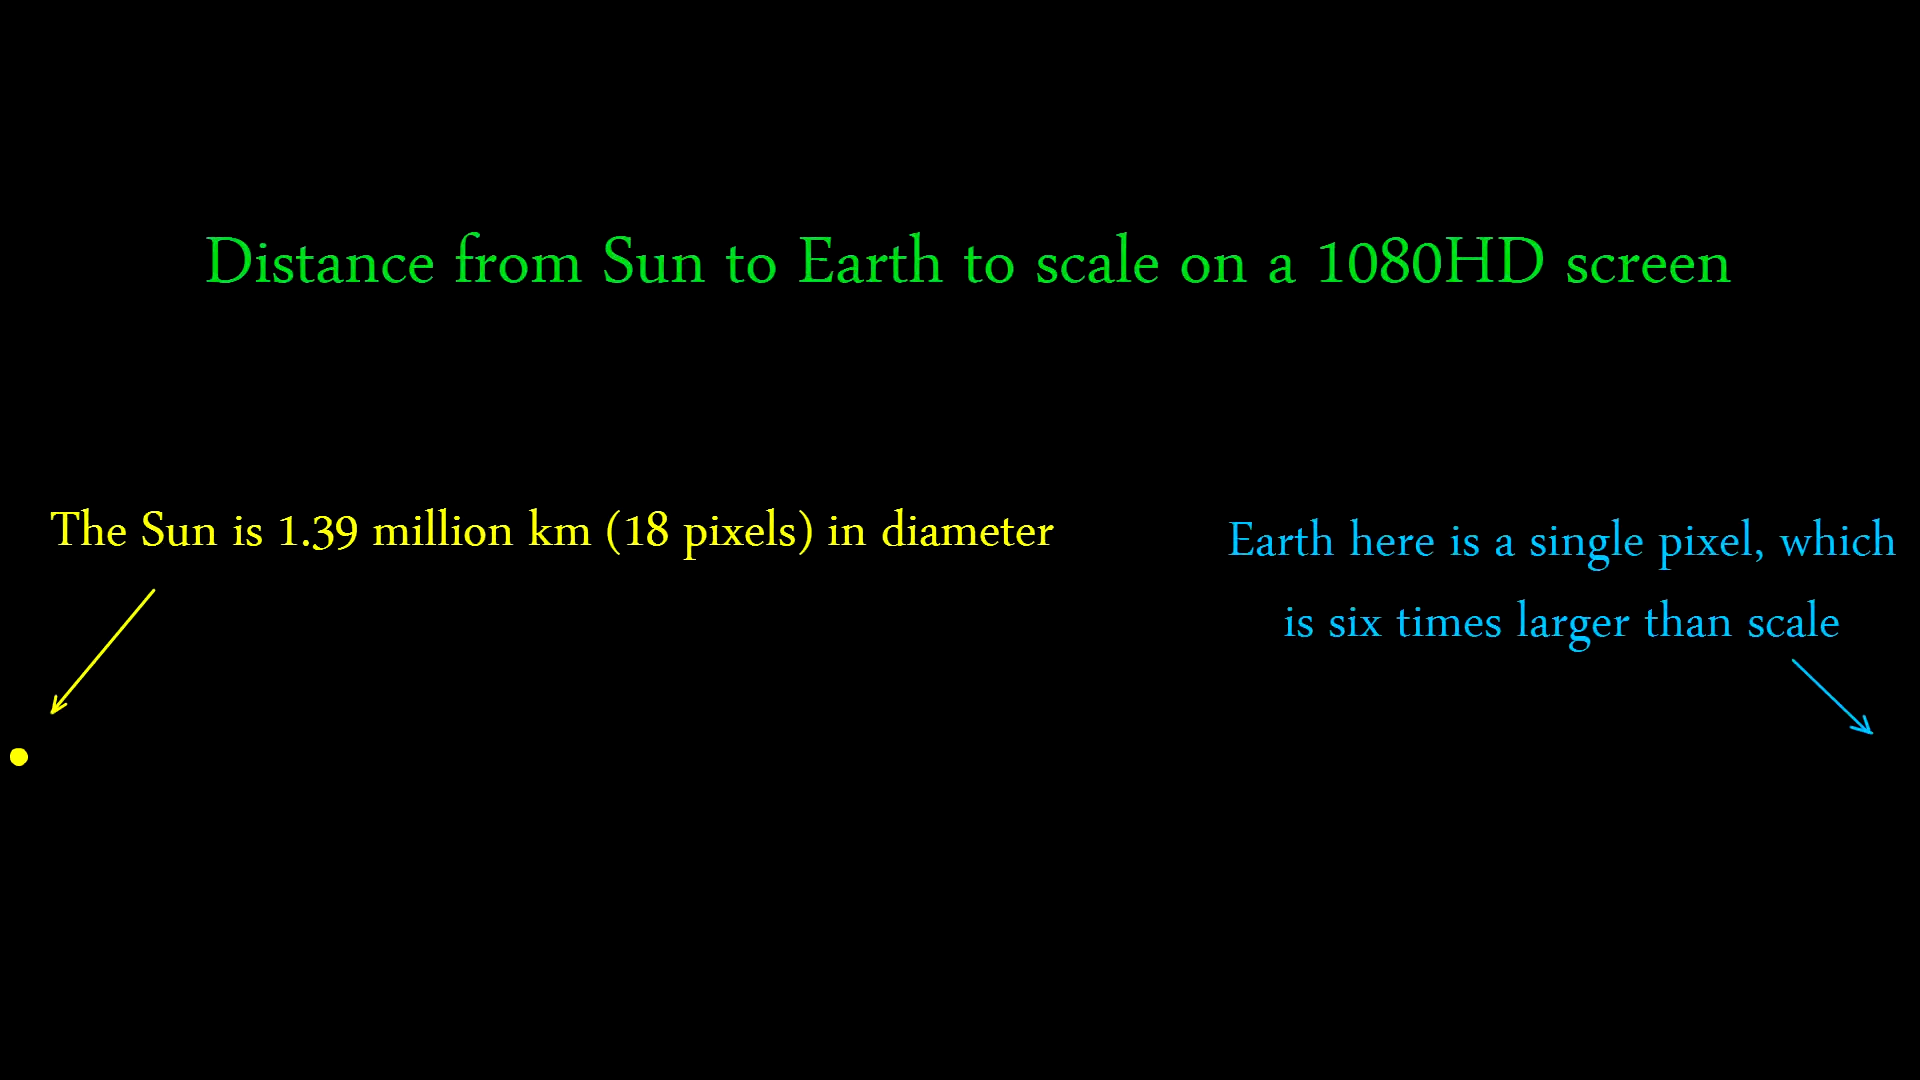 Distance from Sun to Earth to scale on a 1080HD screen
The Sun is 1.39 million km (18 pixels) in diameter
Earth here is a single pixel, which
is six times larger than scale